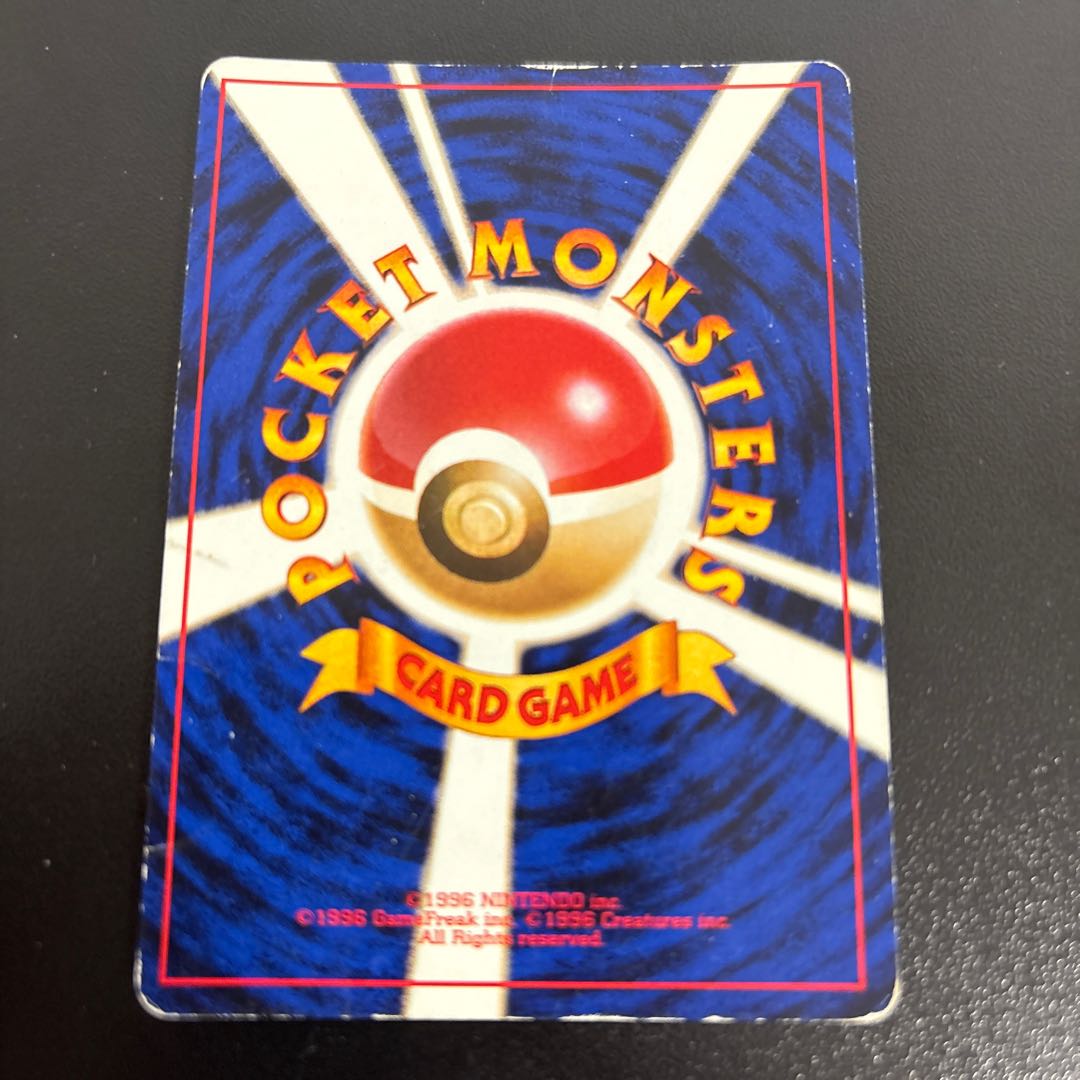 POCKET MONSTERS
CARD GAME
©1996 NINTENDO inc.
©1996 GameFreak inc. ©1996 Creatures inc.
All Rights reserved.